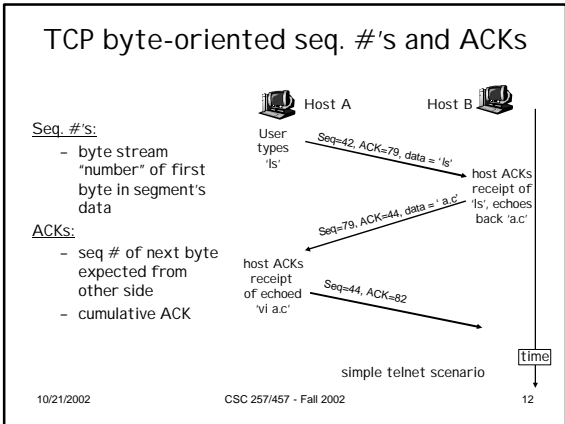 TCP byte-oriented seq. #'s and ACKs
Seq. #'s:
– byte stream
"number" of first
byte in segment's
data
ACKs:
– seq # of next byte
expected from
other side
– cumulative ACK
Host A
Host B
User
types
'ls'
Seq=42, ACK=79, data = 'ls'
host ACKs
receipt of
'ls', echoes
back 'a.c'
Seq=79, ACK=44, data = ' a.c'
host ACKs
receipt
of echoed
'vi a.c'
Seq=44, ACK=82
time
simple telnet scenario
10/21/2002
CSC 257/457 - Fall 2002
12